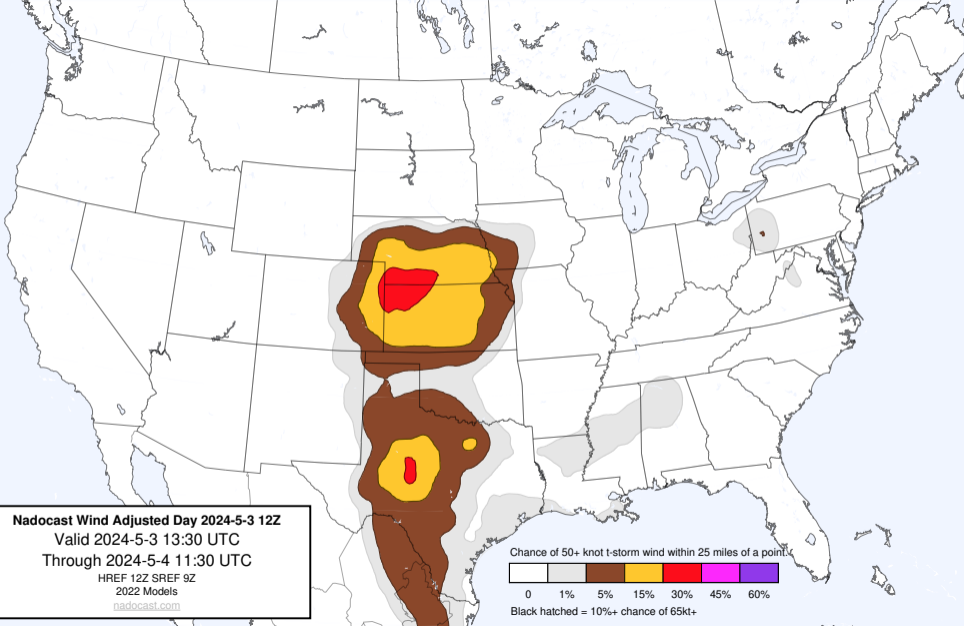 Nadocast Wind Adjusted Day 2024-5-3 12Z
Valid 2024-5-3 13:30 UTC
Through 2024-5-4 11:30 UTC
HREF 12Z SREF 9Z
2022 Models
nadocast.com
Chance of 50+ knot t-storm wind within 25 miles of a point.
0 1% 5% 15% 30% 45% 60%
Black hatched = 10%+ chance of 65kt+